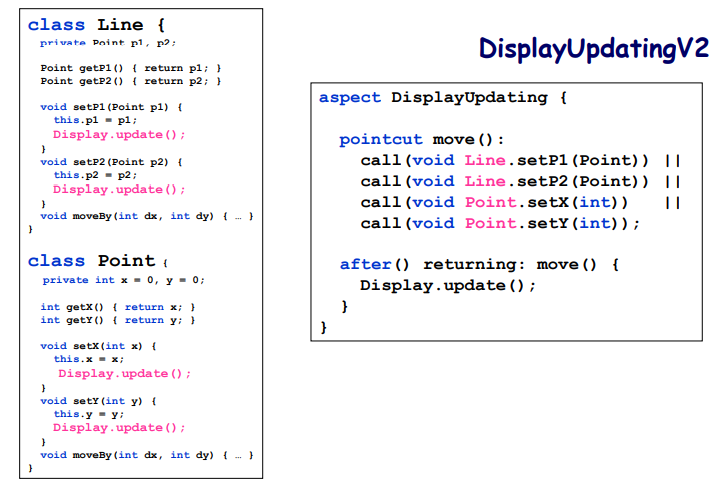 class Line {
private Point p1, p2;
Point getP1() { return p1; }
Point getP2() { return p2; }
void setP1(Point p1) {
this.p1 = p1;
Display.update();
}
void setP2(Point p2) {
this.p2 = p2;
Display.update();
}
void moveBy(int dx, int dy) { … }
}
class Point {
private int x = 0, y = 0;
int getX() { return x; }
int getY() { return y; }
void setX(int x) {
this.x = x;
Display.update();
}
void setY(int y) {
this.y = y;
Display.update();
}
void moveBy(int dx, int dy) { … }
}
DisplayUpdatingV2
aspect DisplayUpdating {
pointcut move():
call(void Line.setP1(Point)) ||
call(void Line.setP2(Point)) ||
call(void Point.setX(int)) ||
call(void Point.setY(int));
after() returning: move() {
Display.update();
}
}